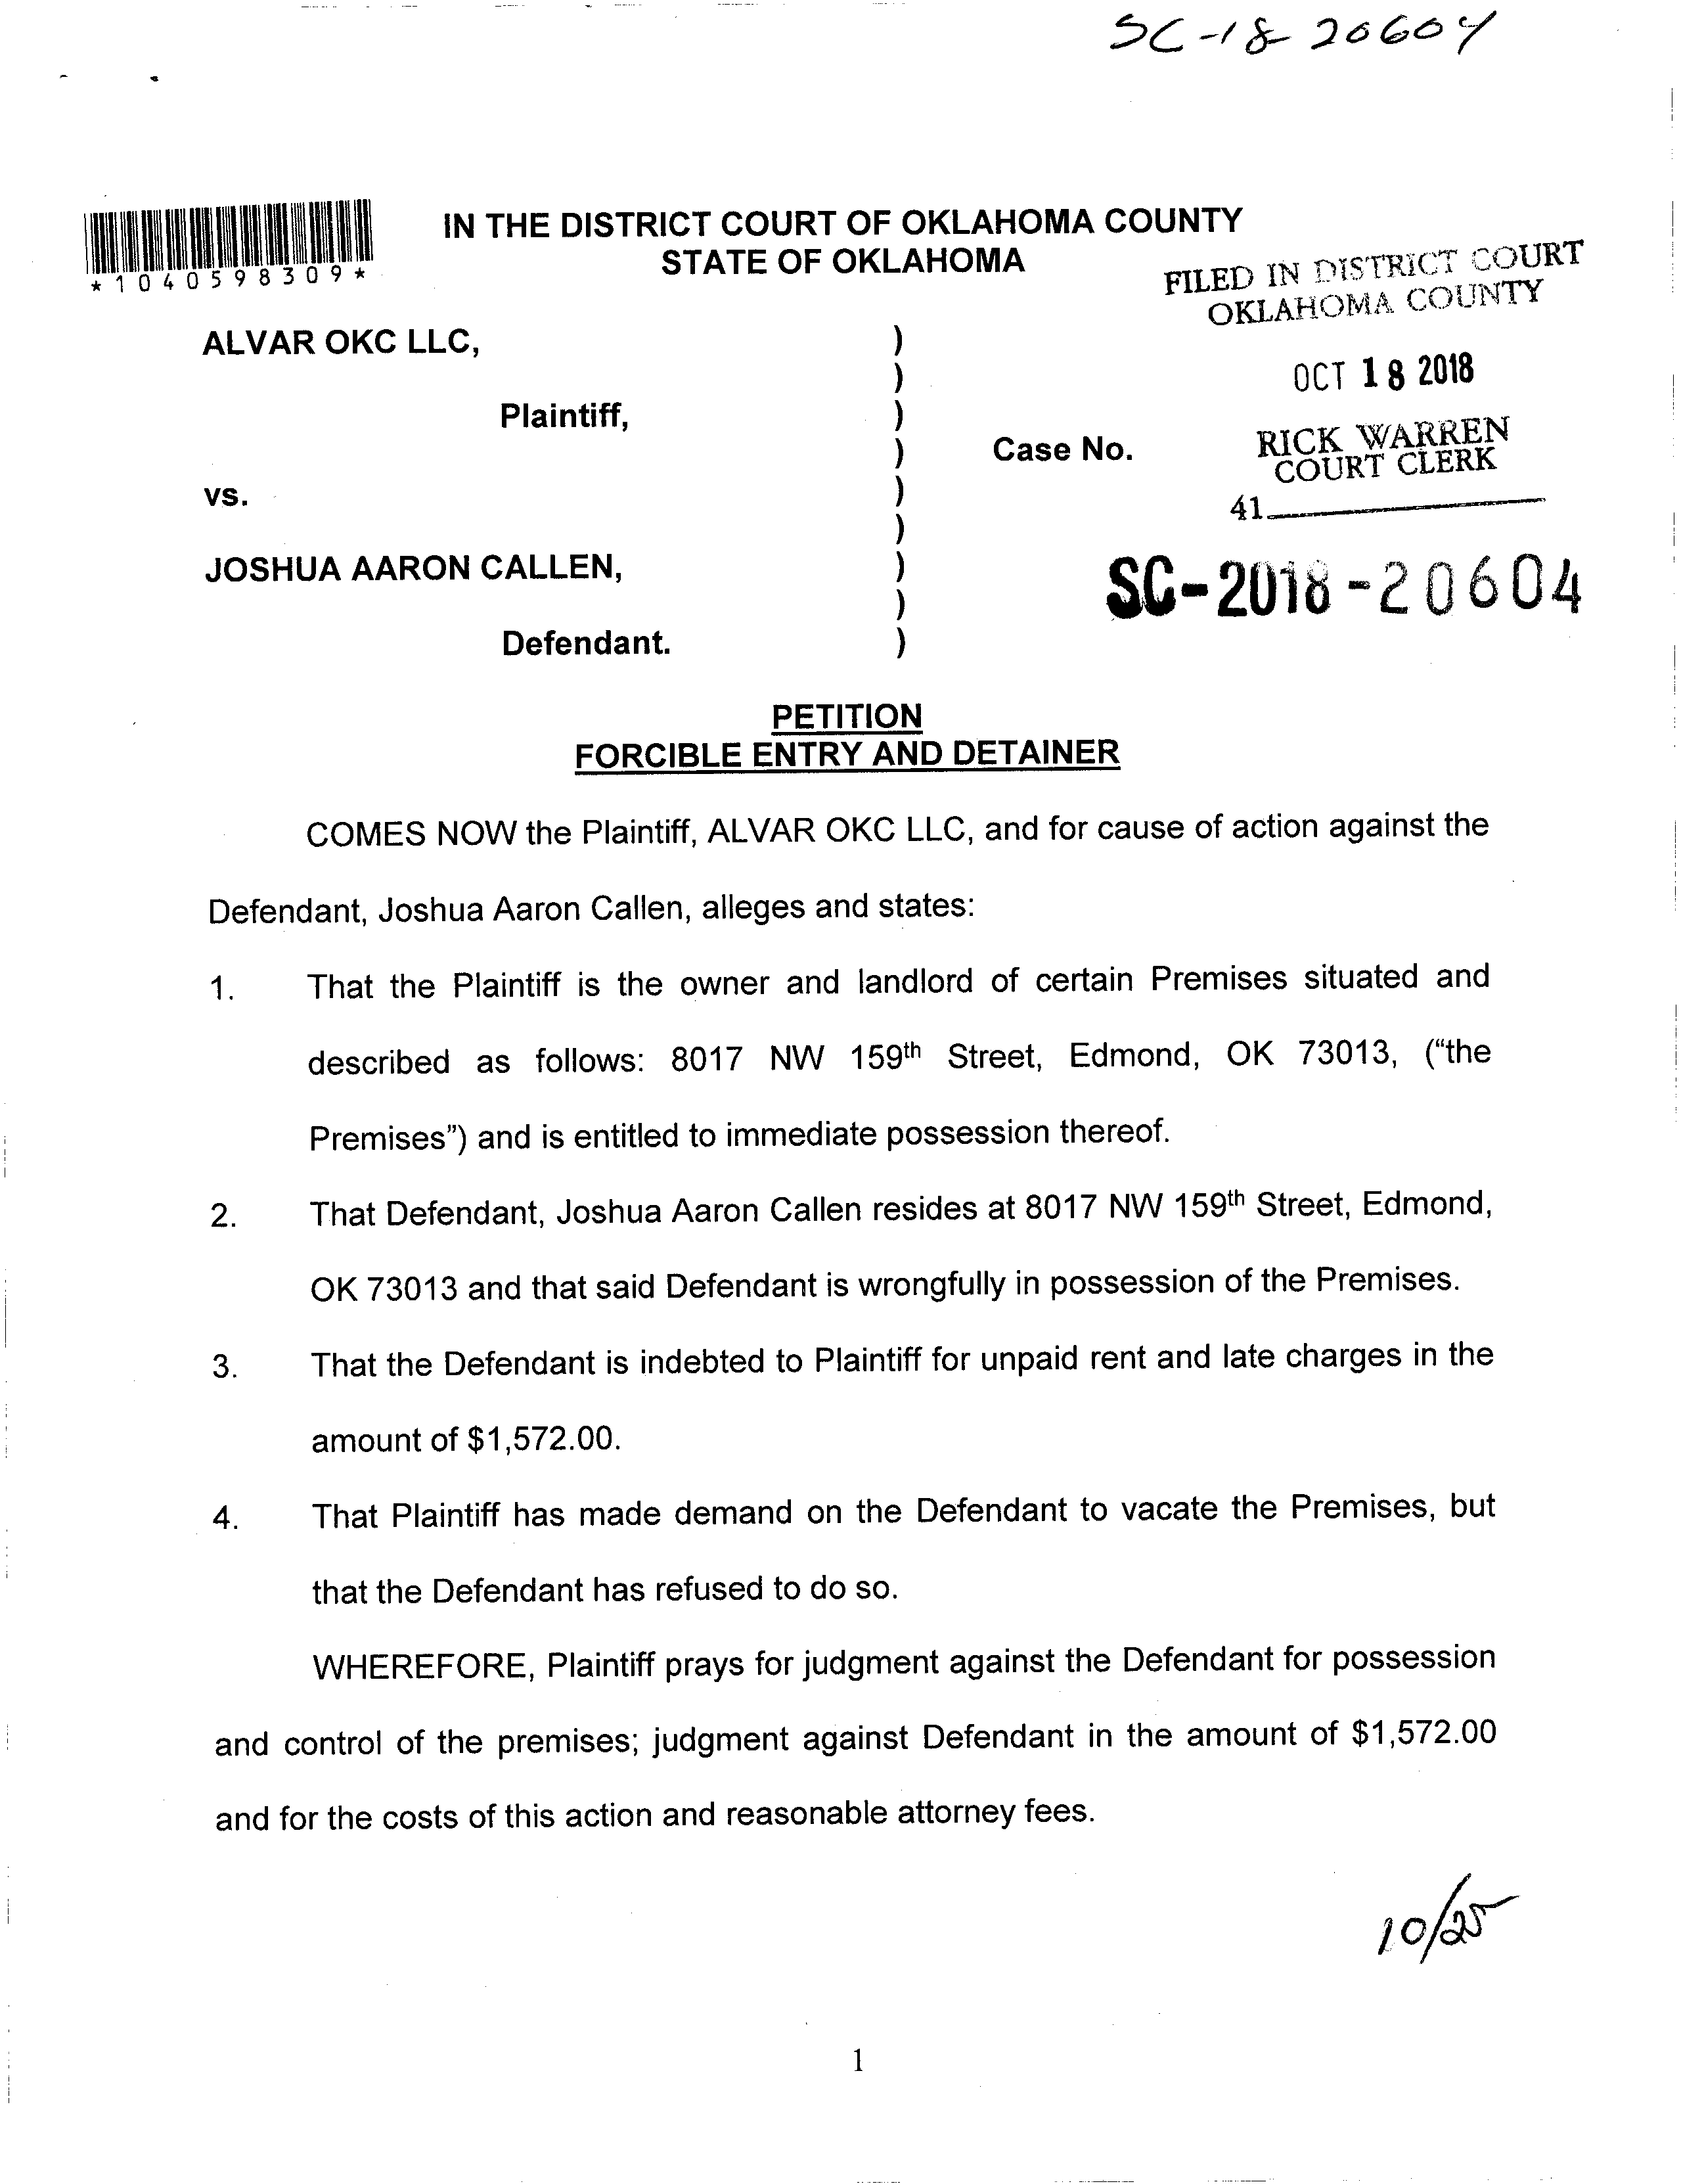 SC-18-20604
IN THE DISTRICT COURT OF OKLAHOMA COUNTY
STATE OF OKLAHOMA
*1040598309*
FILED IN DISTRICT COURT
OKLAHOMA COUNTY
ALVAR OKC LLC, )
)
OCT 18 2018
Plaintiff, )
) Case No.
RICK WARREN
COURT CLERK
vs. )
41
)
JOSHUA AARON CALLEN, )
SC-2018-20604
)
Defendant. )
PETITION
FORCIBLE ENTRY AND DETAINER
COMES NOW the Plaintiff, ALVAR OKC LLC, and for cause of action against the
Defendant, Joshua Aaron Callen, alleges and states:
1. That the Plaintiff is the owner and landlord of certain Premises situated and
described as follows: 8017 NW 159th Street, Edmond, OK 73013, (“the
Premises”) and is entitled to immediate possession thereof.
2. That Defendant, Joshua Aaron Callen resides at 8017 NW 159th Street, Edmond,
OK 73013 and that said Defendant is wrongfully in possession of the Premises.
3. That the Defendant is indebted to Plaintiff for unpaid rent and late charges in the
amount of $1,572.00.
4. That Plaintiff has made demand on the Defendant to vacate the Premises, but
that the Defendant has refused to do so.
WHEREFORE, Plaintiff prays for judgment against the Defendant for possession
and control of the premises; judgment against Defendant in the amount of $1,572.00
and for the costs of this action and reasonable attorney fees.
10/25
1